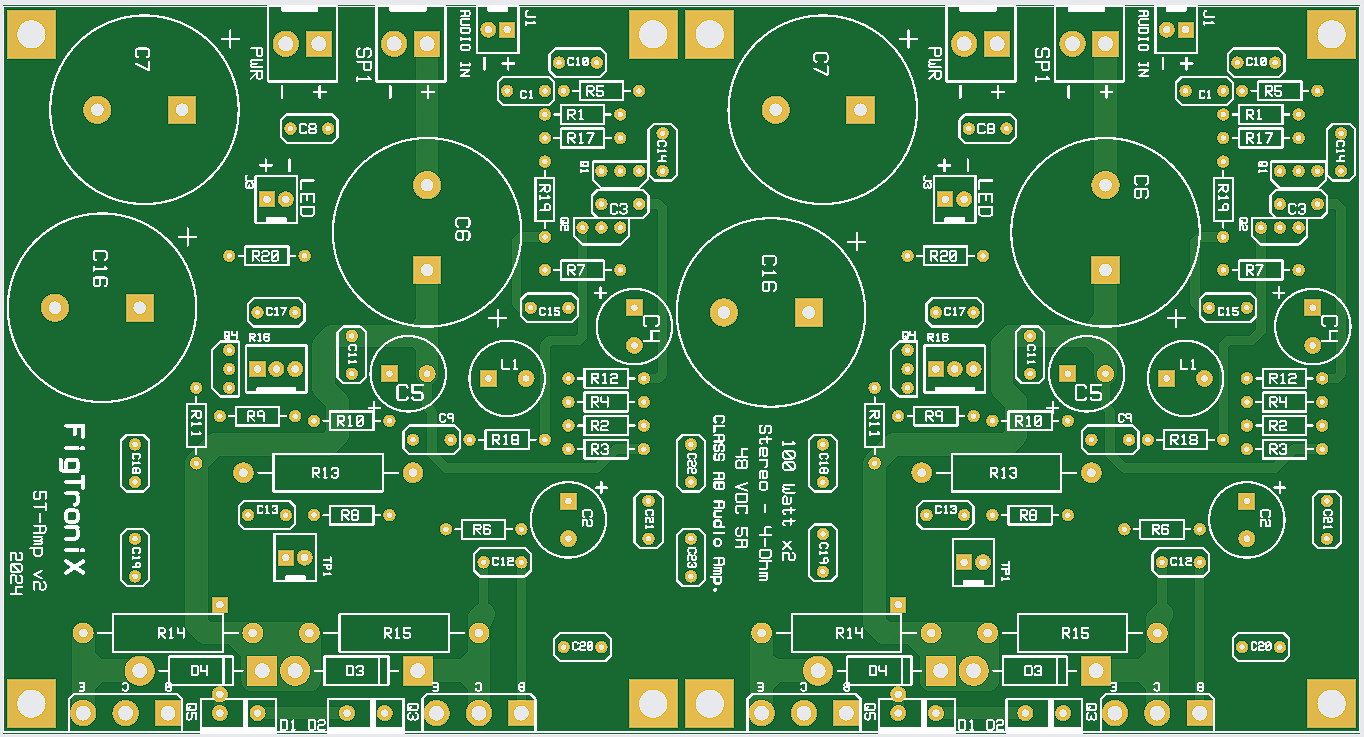 J1
AUDIO IN
PWR
SP1
- +
- +
- +
C7
C10
C1
R5
R1
R17
C8
C14
Q1
J3
LED
+ -
R19
C3
Q2
C6
C16
R20
R7
C17
C15
C4
Q4
R16
C11
L1
C5
R12
R4
R11
R9
R10
C9
R2
R18
R3
C18
R13
FigTroniX
ST-Amp v2
2024
C13
R8
C2
R6
C21
C19
TP1
C12
R14
R15
C20
D4
D3
E C B
E C B
Q5
D1 D2
Q3
J1
AUDIO IN
PWR
SP1
- +
- +
- +
C7
C10
C1
R5
R1
R17
C8
C14
Q1
J3
LED
+ -
R19
C3
Q2
C6
C16
R20
R7
C17
C15
C4
Q4
R16
C11
L1
C5
R12
R4
R11
R9
R10
C9
R2
R18
R3
100 Watt x2
Stereo - 4-Ohm
48 VDC 5A
CLASS AB Audio Amp.
C22
C18
R13
C13
R8
C2
R6
C21
C23
C19
TP1
C12
R14
R15
C20
D4
D3
E C B
E C B
Q5
D1 D2
Q3